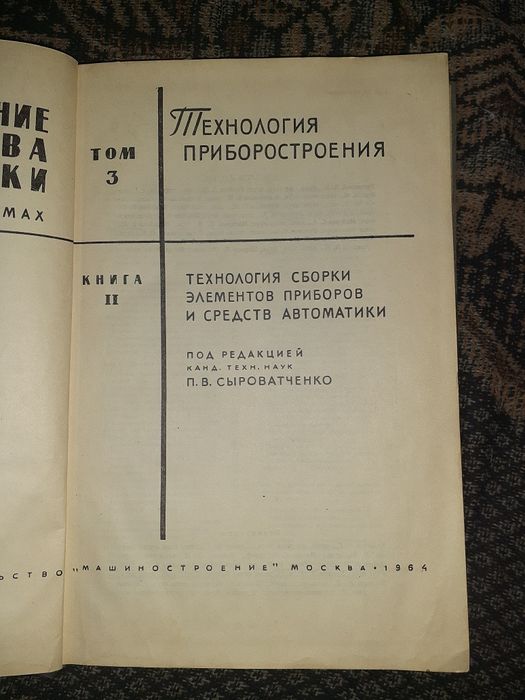 НИЕ
ВА
КИ
МАХ
ТОМ
3
ТЕХНОЛОГИЯ
ПРИБОРОСТРОЕНИЯ
КНИГА
II
ТЕХНОЛОГИЯ СБОРКИ
ЭЛЕМЕНТОВ ПРИБОРОВ
И СРЕДСТВ АВТОМАТИКИ
ПОД РЕДАКЦИЕЙ
КАНД. ТЕХН. НАУК
П. В. СЫРОВАТЧЕНКО
ЛЬСТВО „МАШИНОСТРОЕНИЕ" МОСКВА • 1964